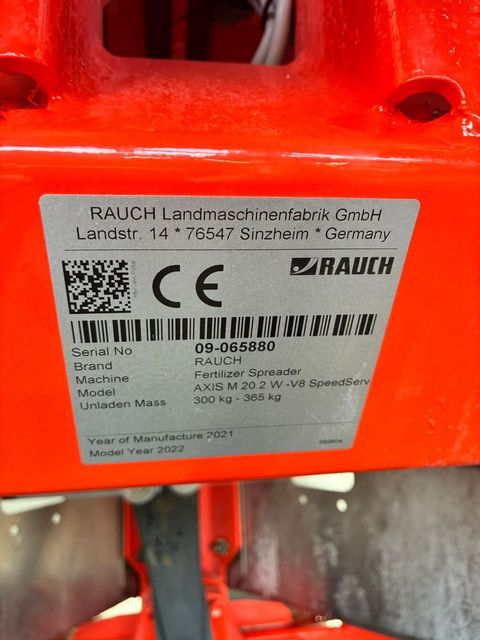 RAUCH Landmaschinenfabrik GmbH
Landstr. 14 * 76547 Sinzheim * Germany
CE RAUCH
Serial No 09-065880
Brand RAUCH
Machine Fertilizer Spreader
Model AXIS M 20.2 W -V8 SpeedServ
Unladen Mass 300 kg - 365 kg
Year of Manufacture 2021
Model Year 2022